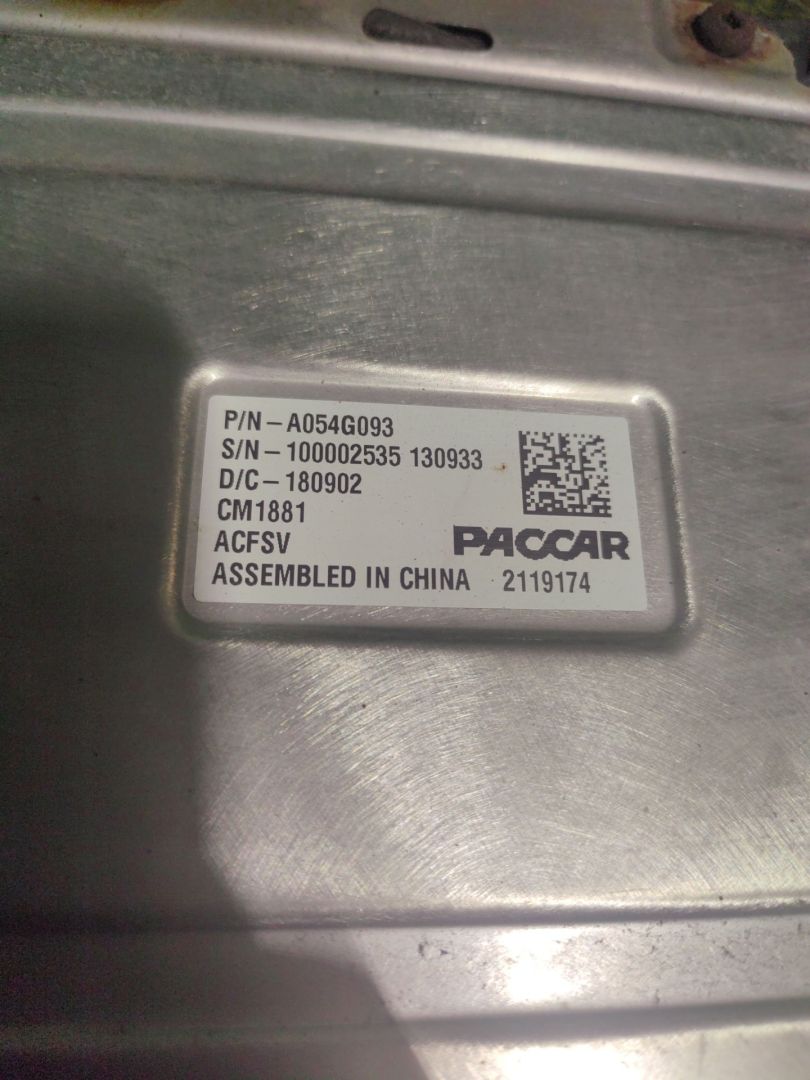 P/N – A054G093
S/N – 100002535 130933
D/C – 180902
CM1881
ACFSV
PACCAR
ASSEMBLED IN CHINA 2119174